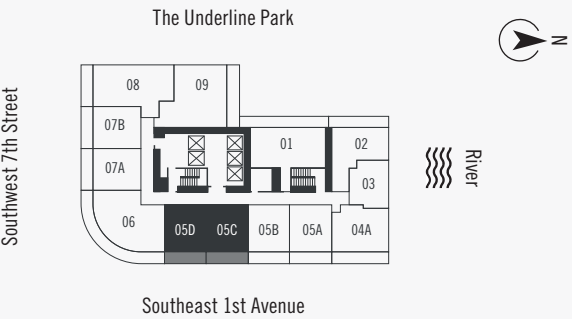 The Underline Park
N
08
09
07B
01
02
07A
03
06
05D
05C
05B
05A
04A
Southwest 7th Street
River
Southeast 1st Avenue